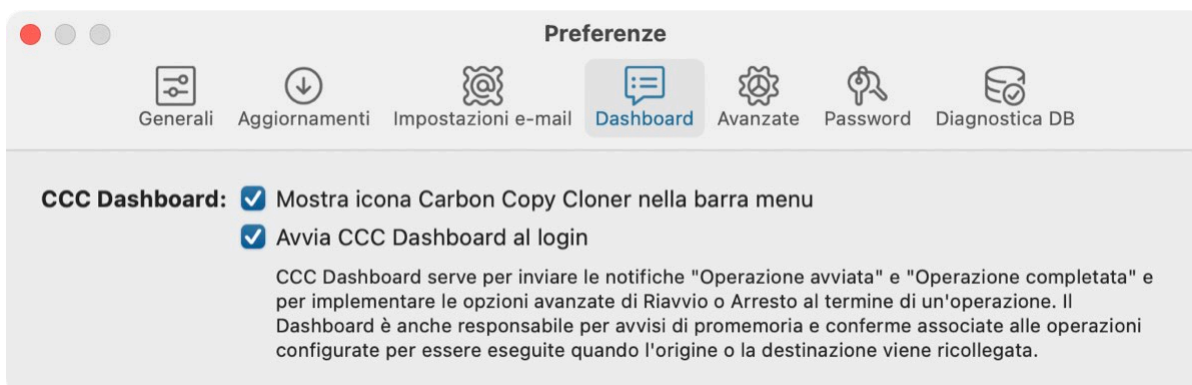 Preferenze
Generali
Aggiornamenti
Impostazioni e-mail
Dashboard
Avanzate
Password
Diagnostica DB
CCC Dashboard:
Mostra icona Carbon Copy Cloner nella barra menu
Avvia CCC Dashboard al login
CCC Dashboard serve per inviare le notifiche "Operazione avviata" e "Operazione completata" e
per implementare le opzioni avanzate di Riavvio o Arresto al termine di un'operazione. Il
Dashboard è anche responsabile per avvisi di promemoria e conferme associate alle operazioni
configurate per essere eseguite quando l'origine o la destinazione viene ricollegata.